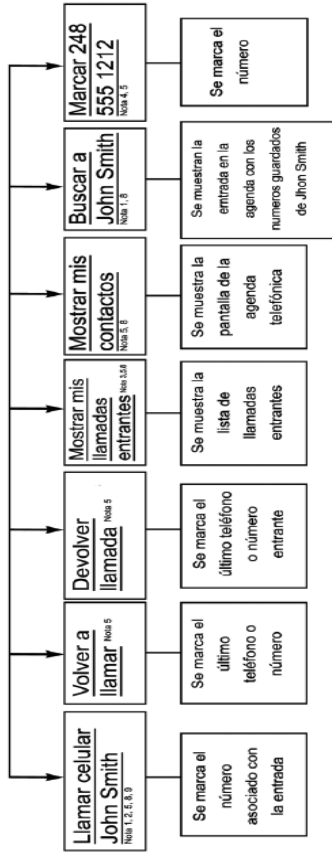 Llamar celular
John Smith
Nota 1, 2, 5, 8, 9
Se marca el
número
asociado con
la entrada
Volver a
llamar Nota 5
Se marca el
último
teléfono o
número
Devolver
llamada Nota 5
Se marca el
último teléfono
o número
entrante
Mostrar mis
llamadas
entrantes Nota 3,5,8
Se muestra la
lista de
llamadas
entrantes
Mostrar mis
contactos
Nota 5, 8
Se muestra la
pantalla de la
agenda
telefónica
Buscar a
John Smith
Nota 1, 8
Se muestran la
emtrada en la
agenda con los
numeros guardados
de Jhon Smith
Marcar 248
555 1212
Nota 4, 5
Se marca el
número